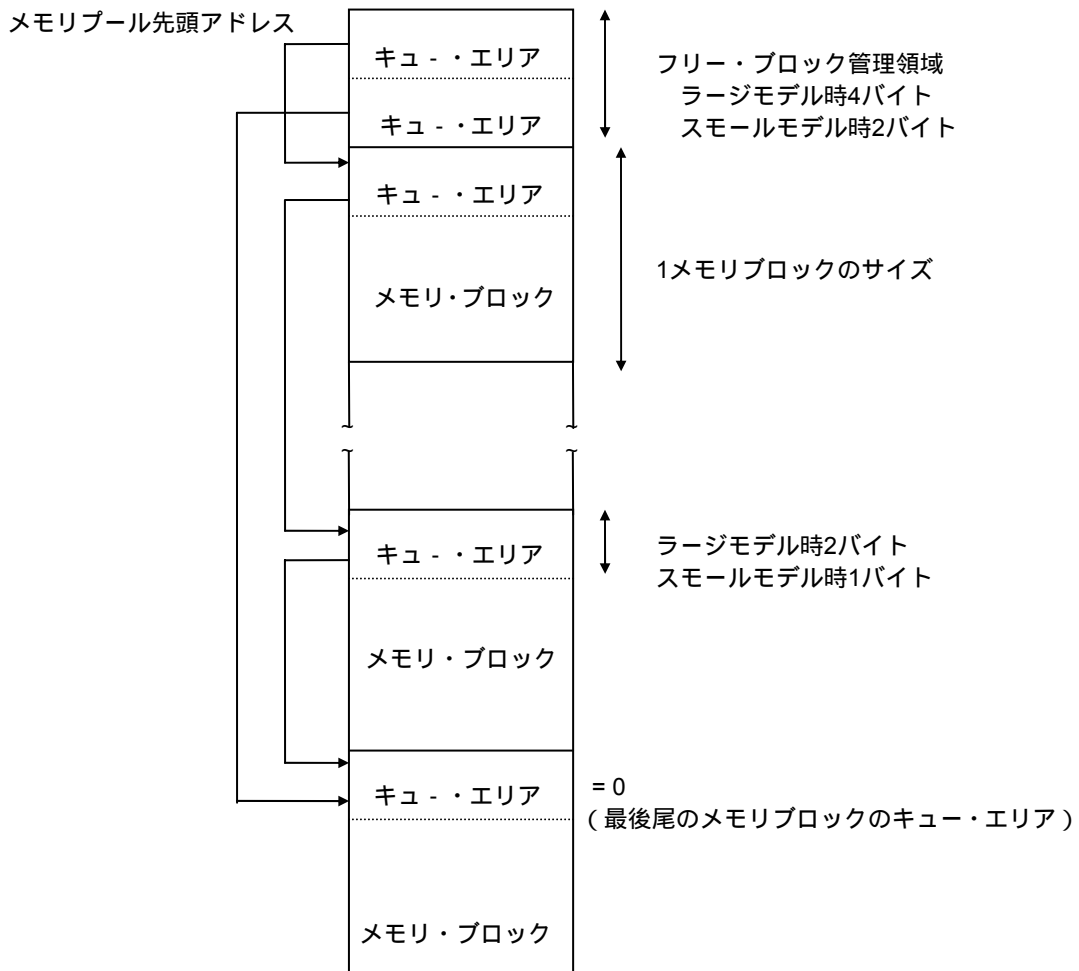 メモリプール先頭アドレス
キュ - ・エリア
キュ - ・エリア
フリー・ブロック管理領域
ラージモデル時4バイト
スモールモデル時2バイト
キュ - ・エリア
メモリ・ブロック
1メモリブロックのサイズ
~ ~
~ ~
キュ - ・エリア
ラージモデル時2バイト
スモールモデル時1バイト
メモリ・ブロック
キュ - ・エリア
= 0
(最後尾のメモリブロックのキュー・エリア)
メモリ・ブロック